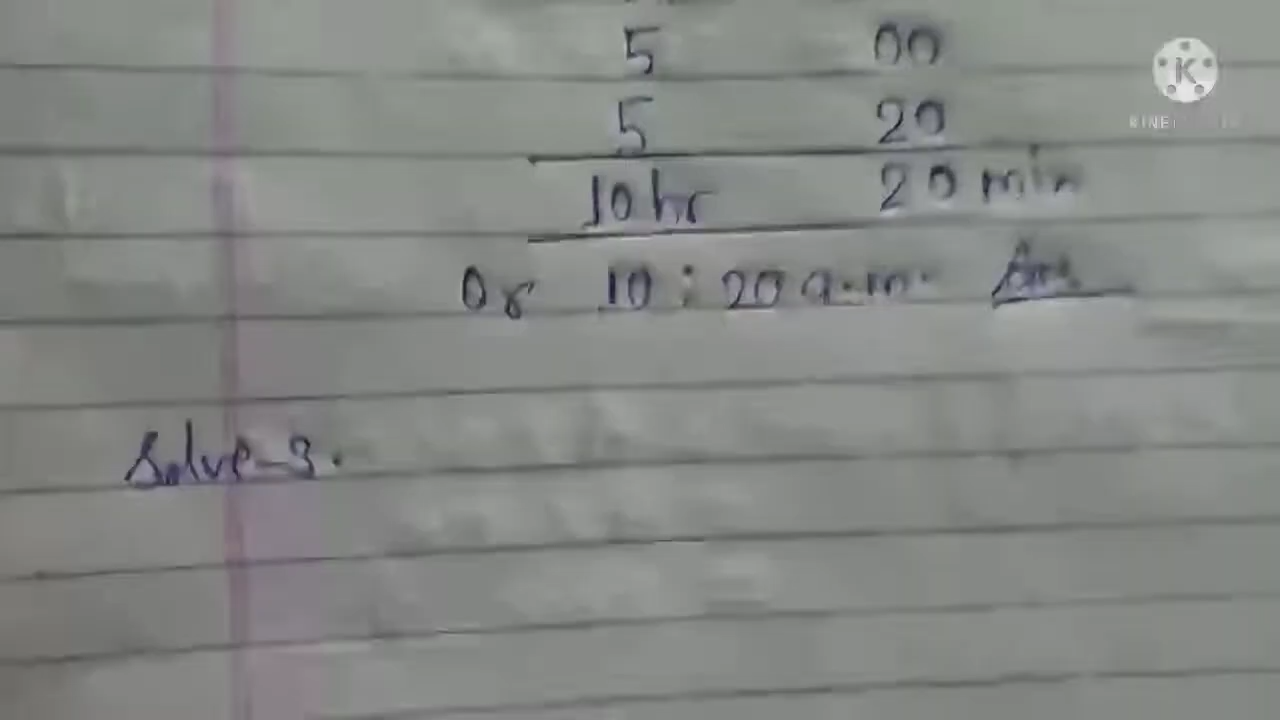 5 00
5 20
10 hr 20 min
Or 10 : 20 a.m. Ans.
Solve-3.
K